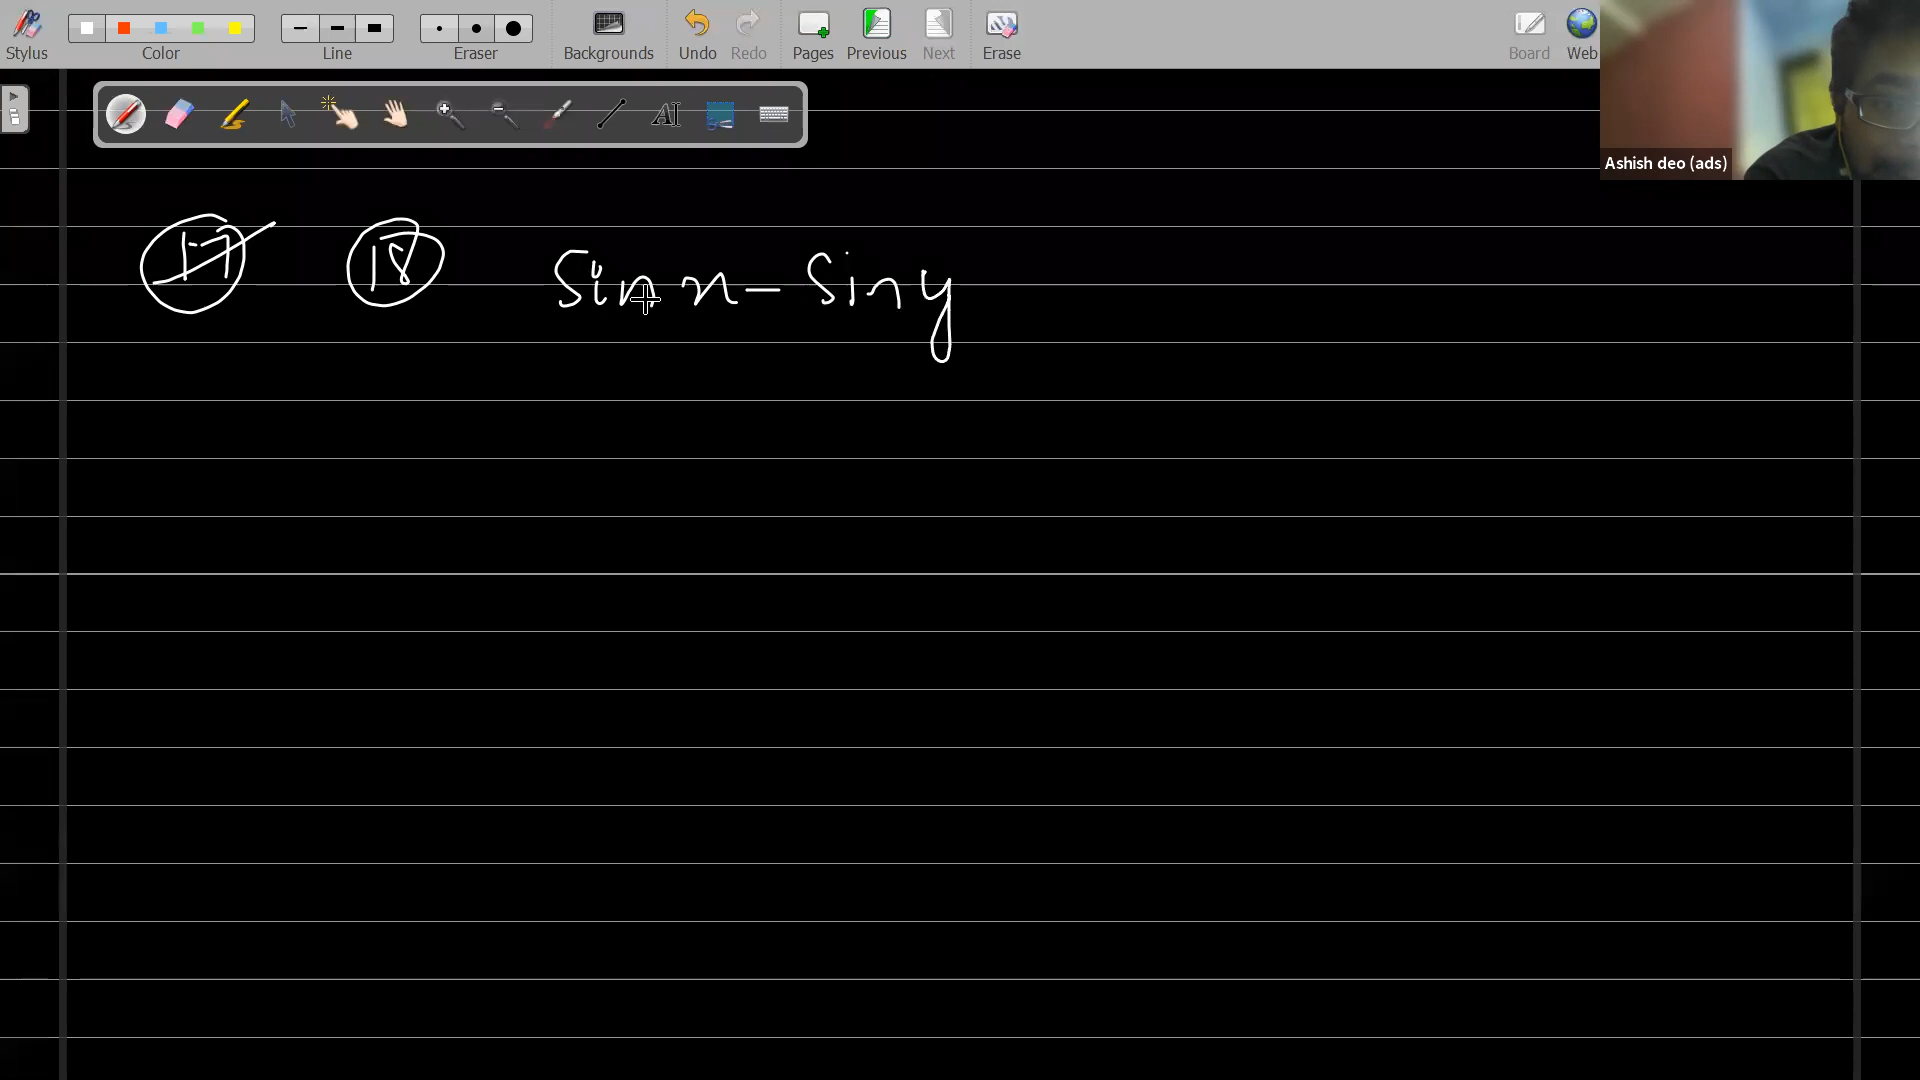 Stylus Color Line Eraser Backgrounds Undo Redo Pages Previous Next Erase Board Web
AI
Ashish deo (ads)
17 18 Sin x - Sin y